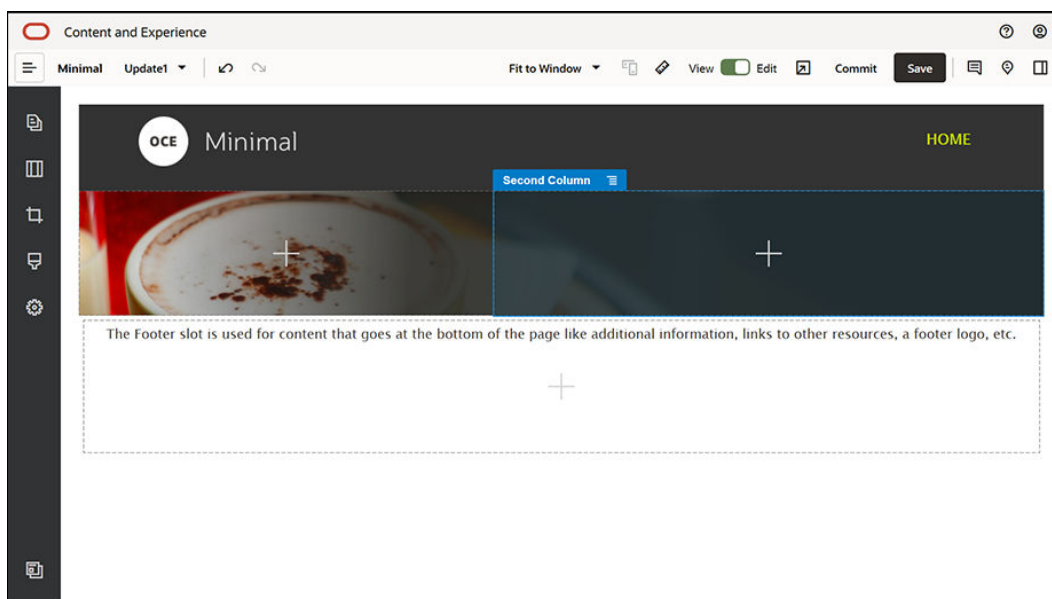 Content and Experience
Minimal Update1 Fit to Window View Edit Commit Save
OCE Minimal HOME
Second Column
The Footer slot is used for content that goes at the bottom of the page like additional information, links to other resources, a footer logo, etc.